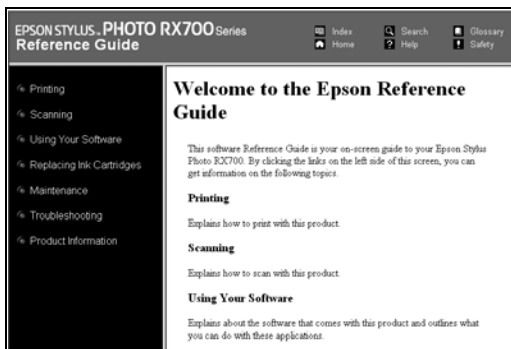 EPSON STYLUS PHOTO RX700 Series
Reference Guide
Index
Search
Glossary
Home
Help
Safety
Printing
Scanning
Using Your Software
Replacing Ink Cartridges
Maintenance
Troubleshooting
Product Information
Welcome to the Epson Reference
Guide
This software Reference Guide is your on-screen guide to your Epson Stylus
Photo RX700. By clicking the links on the left side of this screen, you can
get information on the following topics.
Printing
Explains how to print with this product.
Scanning
Explains how to scan with this product.
Using Your Software
Explains about the software that comes with this product and outlines what
you can do with these applications.